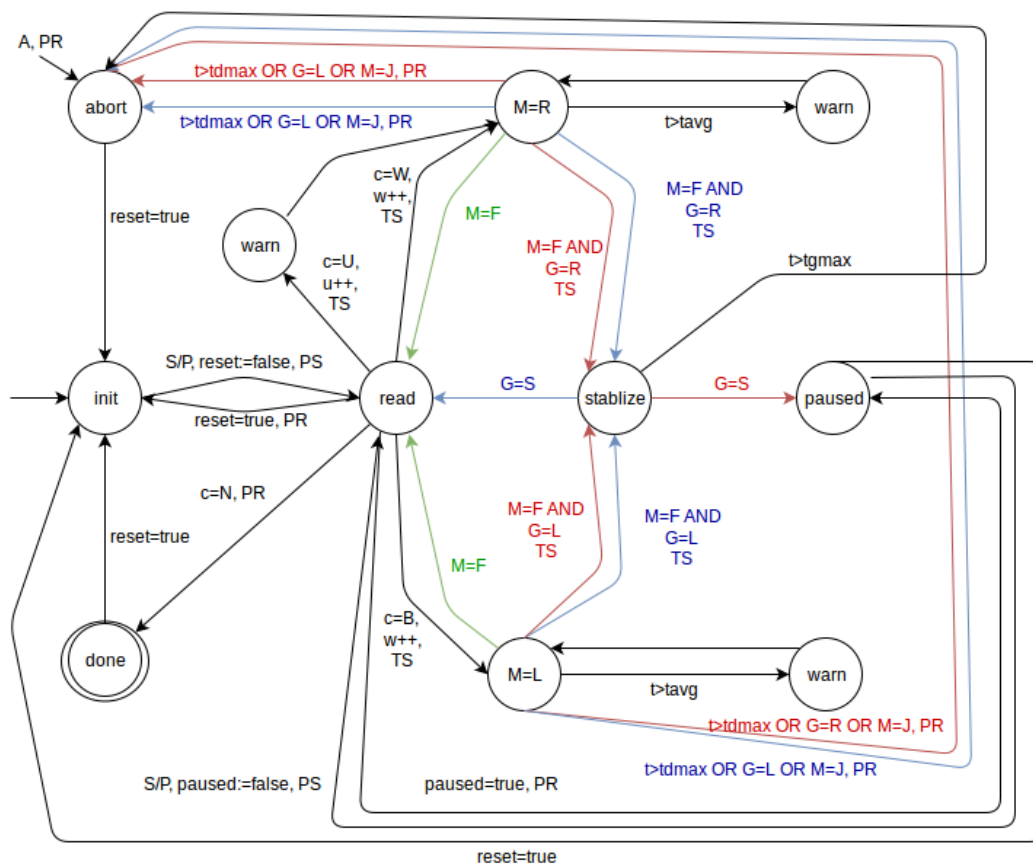 A, PR
t>tdmax OR G=L OR M=J, PR
abort
M=R
warn
t>tdmax OR G=L OR M=J, PR
t>tavg
c=W,
w++,
TS
M=F AND
G=R
TS
reset=true
M=F
warn
M=F AND
G=R
TS
c=U,
u++,
TS
t>tgmax
S/P, reset:=false, PS
init
read
G=S
stablize
G=S
paused
reset=true, PR
c=N, PR
M=F AND
G=L
TS
M=F AND
G=L
TS
reset=true
M=F
c=B,
w++,
TS
done
M=L
warn
t>tavg
t>tdmax OR G=R OR M=J, PR
t>tdmax OR G=L OR M=J, PR
S/P, paused:=false, PS
paused=true, PR
reset=true